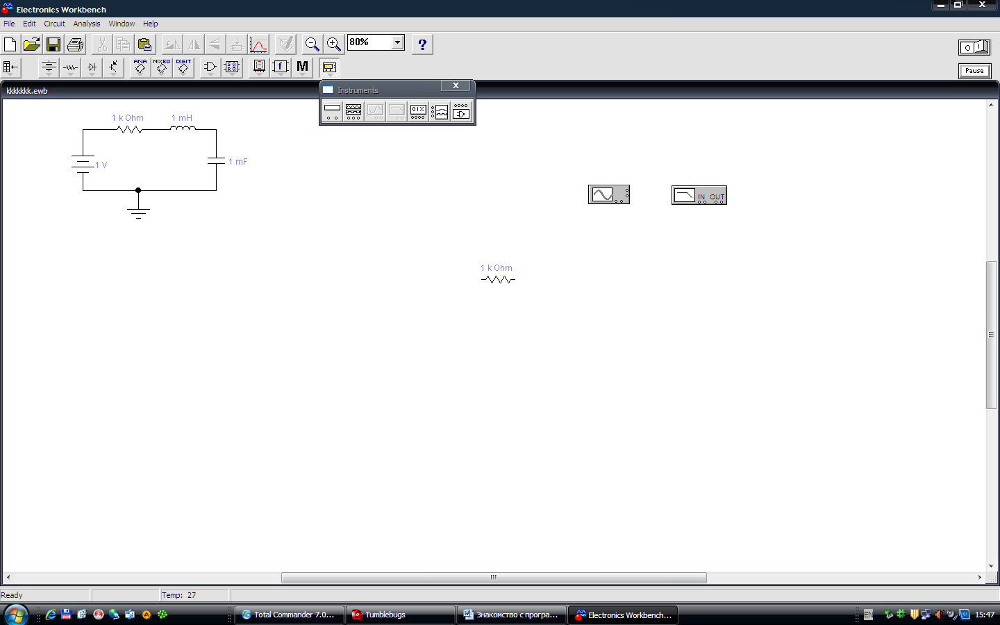 Electronics Workbench
File Edit Circuit Analysis Window Help
80%
?
ANA MIXED DIGIT
f M
Pause
kkkkkkk.ewb
Instruments
1 k Ohm 1 mH
1 V
1 mF
IN OUT
1 k Ohm
Ready
Temp: 27
Total Commander 7.0...
Tumblebugs
Знакомство с програ...
Electronics Workbench...
EN
15:47